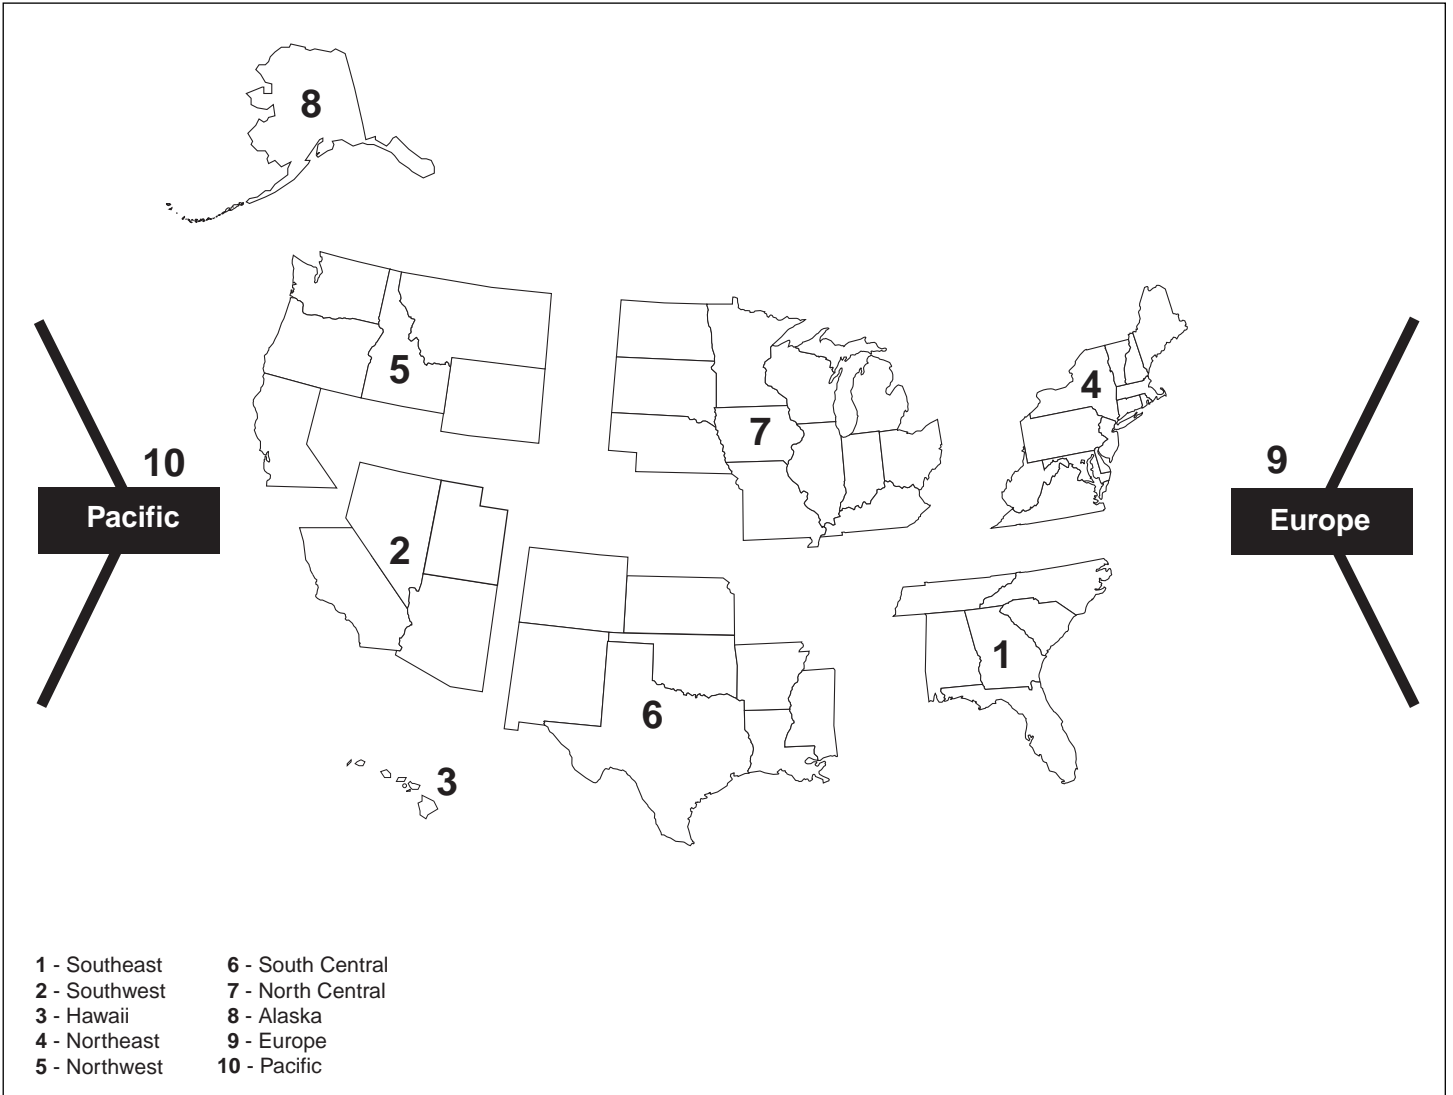 8
5
4
7
10
9
Pacific
Europe
2
1
6
3
1 - Southeast
2 - Southwest
3 - Hawaii
4 - Northeast
5 - Northwest
6 - South Central
7 - North Central
8 - Alaska
9 - Europe
10 - Pacific